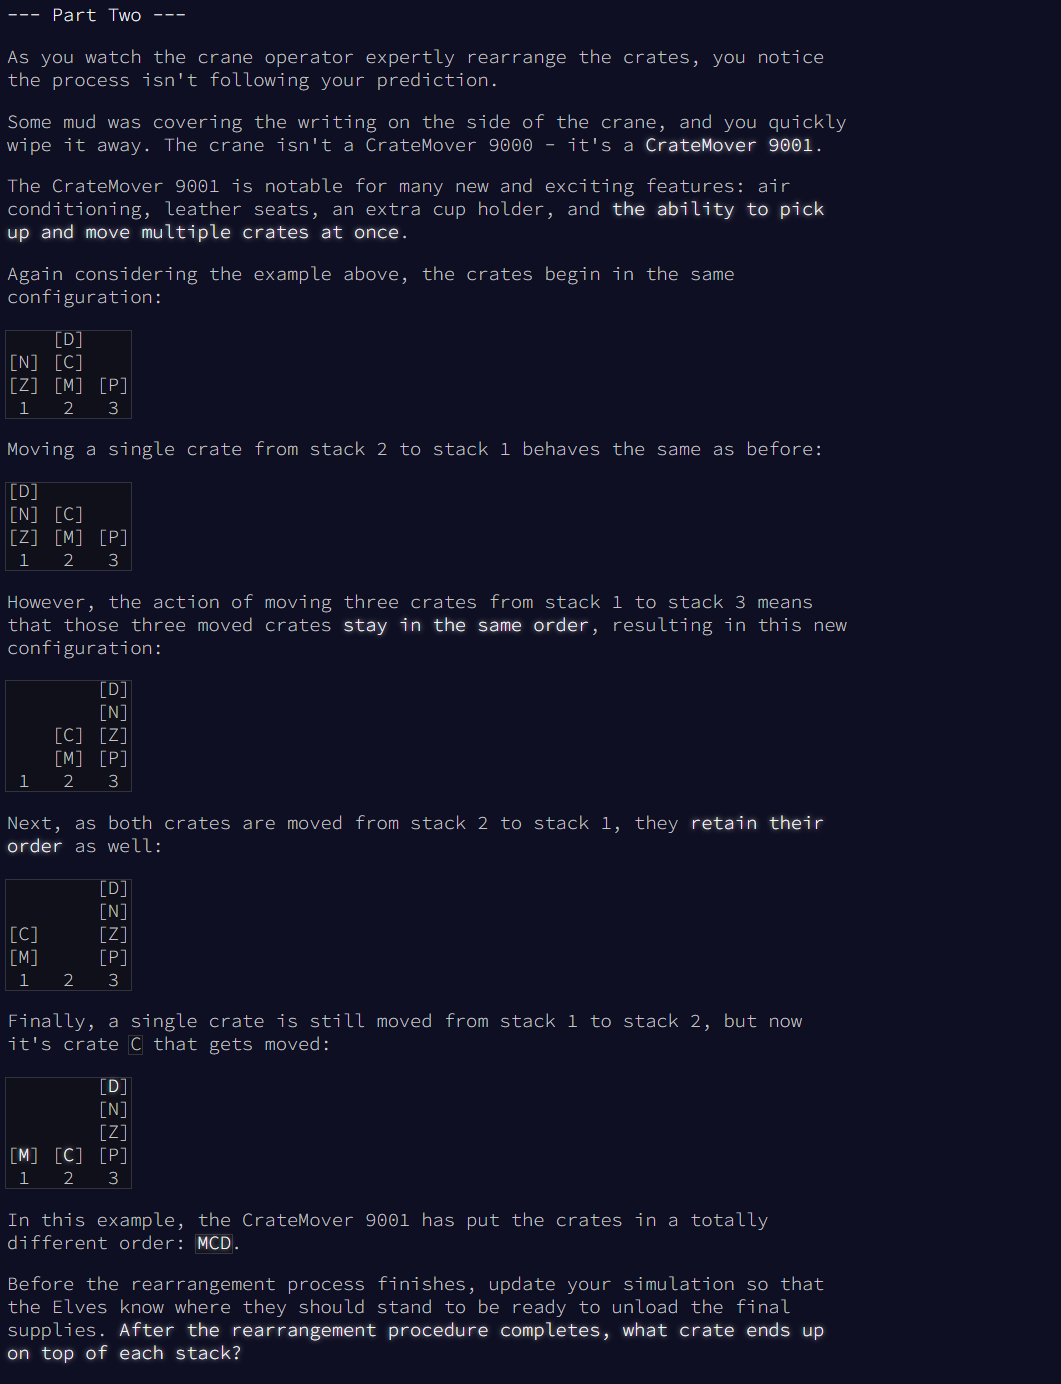 --- Part Two ---
As you watch the crane operator expertly rearrange the crates, you notice
the process isn't following your prediction.
Some mud was covering the writing on the side of the crane, and you quickly
wipe it away. The crane isn't a CrateMover 9000 - it's a CrateMover 9001.
The CrateMover 9001 is notable for many new and exciting features: air
conditioning, leather seats, an extra cup holder, and the ability to pick
up and move multiple crates at once.
Again considering the example above, the crates begin in the same
configuration:
    [D]
[N] [C]
[Z] [M] [P]
 1   2   3
Moving a single crate from stack 2 to stack 1 behaves the same as before:
[D]
[N] [C]
[Z] [M] [P]
 1   2   3
However, the action of moving three crates from stack 1 to stack 3 means
that those three moved crates stay in the same order, resulting in this new
configuration:
        [D]
        [N]
    [C] [Z]
    [M] [P]
 1   2   3
Next, as both crates are moved from stack 2 to stack 1, they retain their
order as well:
        [D]
        [N]
[C]     [Z]
[M]     [P]
 1   2   3
Finally, a single crate is still moved from stack 1 to stack 2, but now
it's crate C that gets moved:
        [D]
        [N]
        [Z]
[M] [C] [P]
 1   2   3
In this example, the CrateMover 9001 has put the crates in a totally
different order: MCD.
Before the rearrangement process finishes, update your simulation so that
the Elves know where they should stand to be ready to unload the final
supplies. After the rearrangement procedure completes, what crate ends up
on top of each stack?